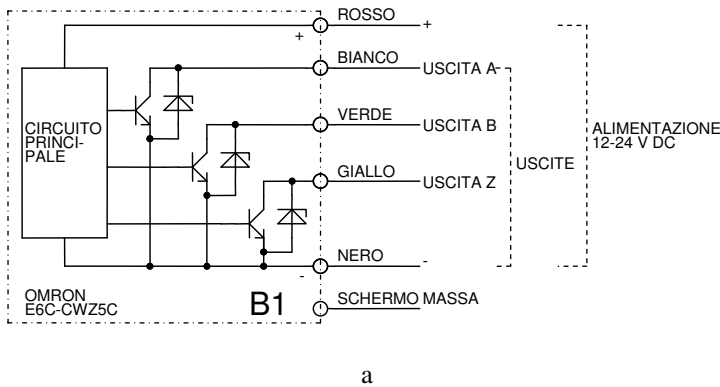 ROSSO
+
+
BIANCO
USCITA A
VERDE
USCITA B
CIRCUITO
PRINCI-
PALE
ALIMENTAZIONE
12-24 V DC
USCITE
GIALLO
USCITA Z
NERO
-
-
OMRON
E6C-CWZ5C
B1
SCHERMO MASSA
a